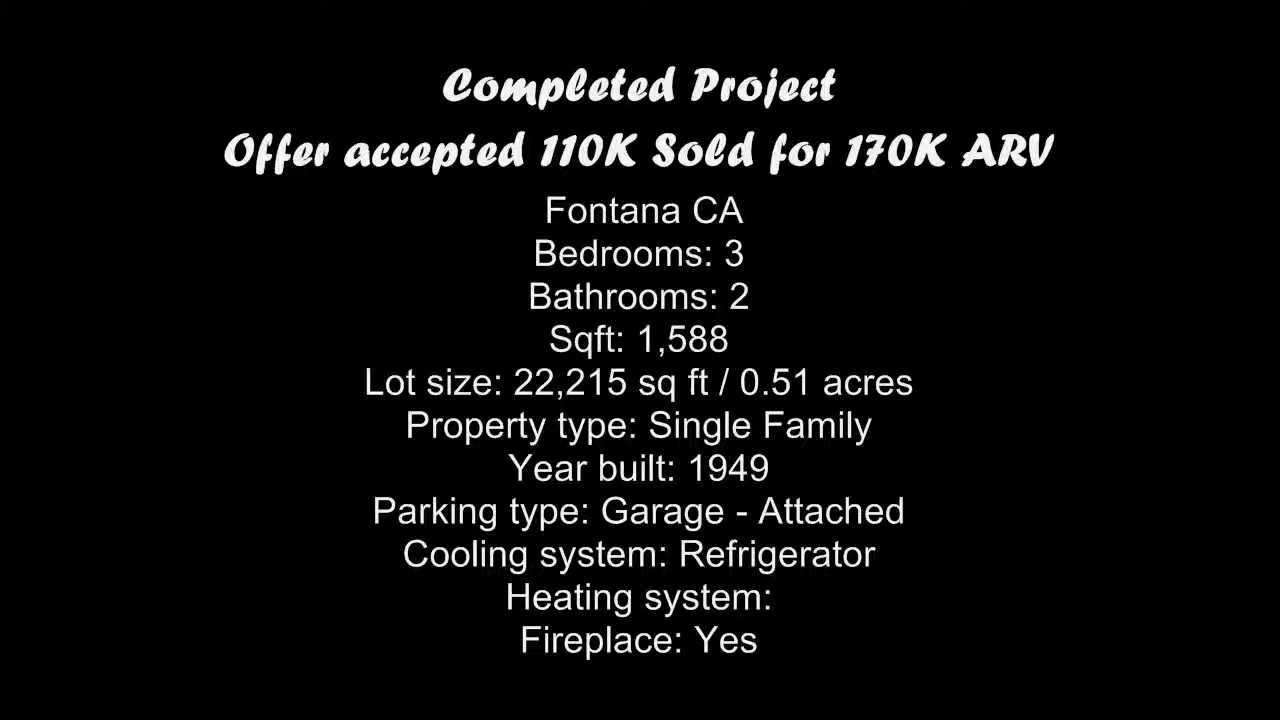 Completed Project
Offer accepted 110K Sold for 170K ARV
Fontana CA
Bedrooms: 3
Bathrooms: 2
Sqft: 1,588
Lot size: 22,215 sq ft / 0.51 acres
Property type: Single Family
Year built: 1949
Parking type: Garage - Attached
Cooling system: Refrigerator
Heating system:
Fireplace: Yes